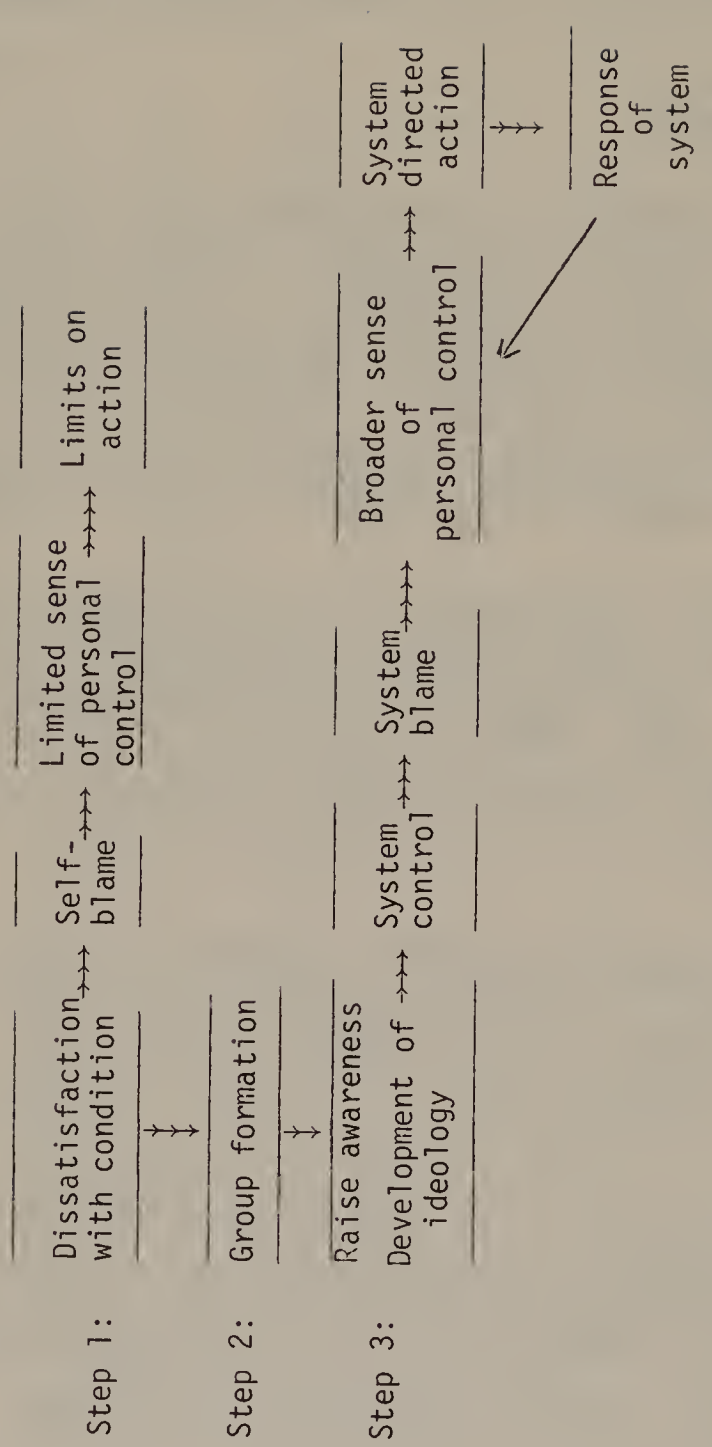 Step 1:
Dissatisfaction
with condition
Self-
blame
Limited sense
of personal
control
Limits on
action
Step 2:
Group formation
Step 3:
Raise awareness
Development of
ideology
System
control
System
blame
Broader sense
of
personal control
System
directed
action
Response
of
system